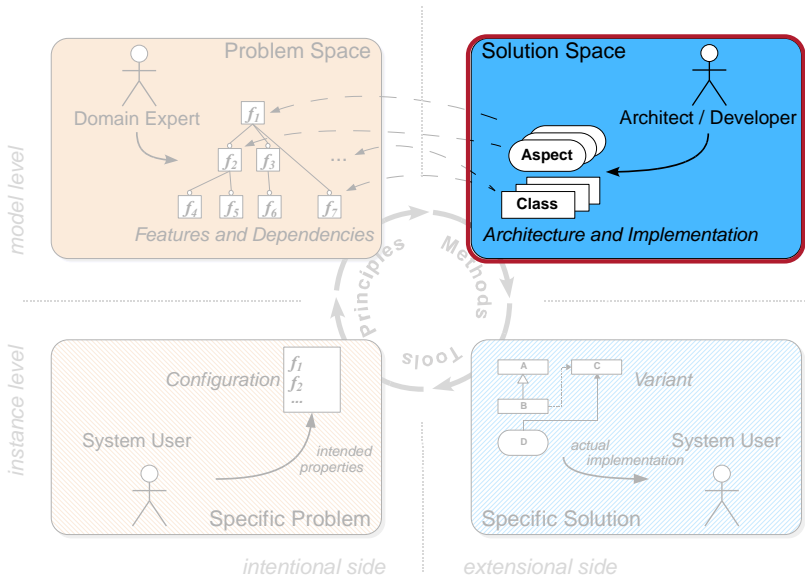 Problem Space
Domain Expert
f1
f2
f3
...
f4
f5
f6
f7
Features and Dependencies
Solution Space
Architect / Developer
Aspect
Class
Architecture and Implementation
model level
Principles
Methods
Tools
instance level
Configuration
f1
f2
...
System User
intended
properties
Specific Problem
A
C
B
D
Variant
actual
implementation
System User
Specific Solution
intentional side
extensional side